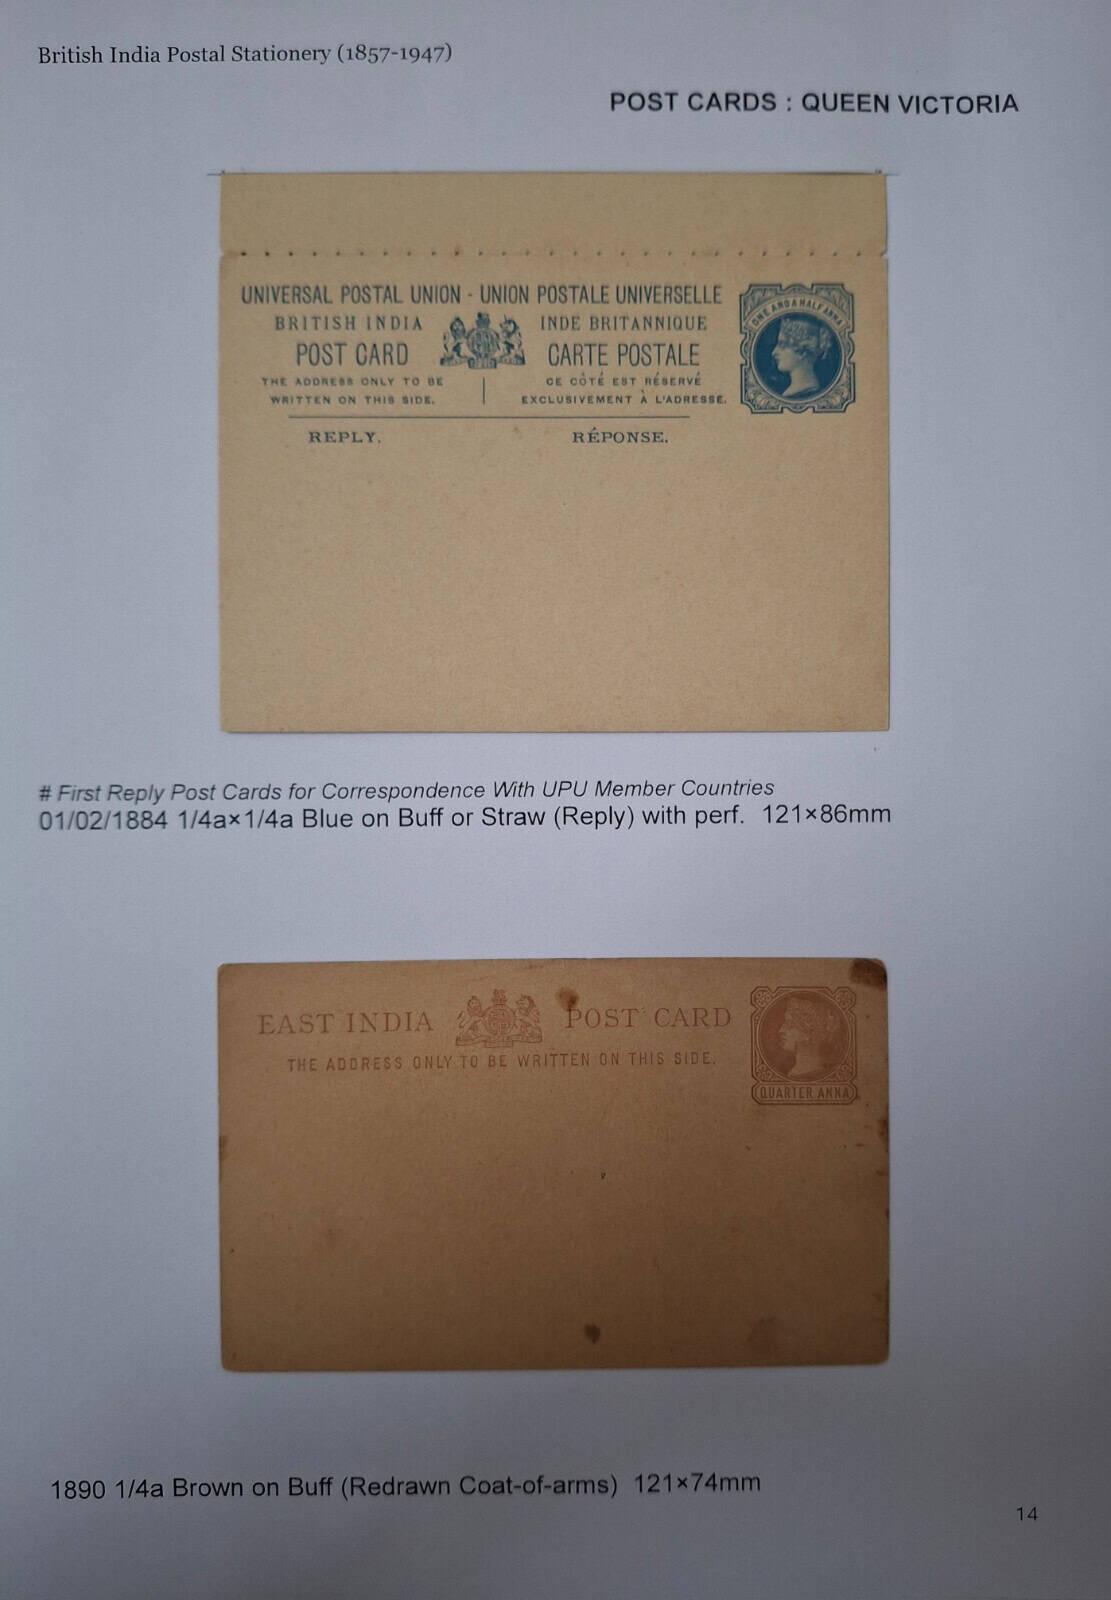 British India Postal Stationery (1857-1947)
POST CARDS : QUEEN VICTORIA
UNIVERSAL POSTAL UNION - UNION POSTALE UNIVERSELLE
BRITISH INDIA INDE BRITANNIQUE
POST CARD CARTE POSTALE
THE ADDRESS ONLY TO BE CE CÔTÉ EST RÉSERVÉ
WRITTEN ON THIS SIDE. EXCLUSIVEMENT À L'ADRESSE.
ONE AND A HALF ANNA
REPLY. RÉPONSE.
# First Reply Post Cards for Correspondence With UPU Member Countries
01/02/1884 1/4a×1/4a Blue on Buff or Straw (Reply) with perf. 121×86mm
EAST INDIA POST CARD
THE ADDRESS ONLY TO BE WRITTEN ON THIS SIDE.
QUARTER ANNA
1890 1/4a Brown on Buff (Redrawn Coat-of-arms) 121×74mm
14